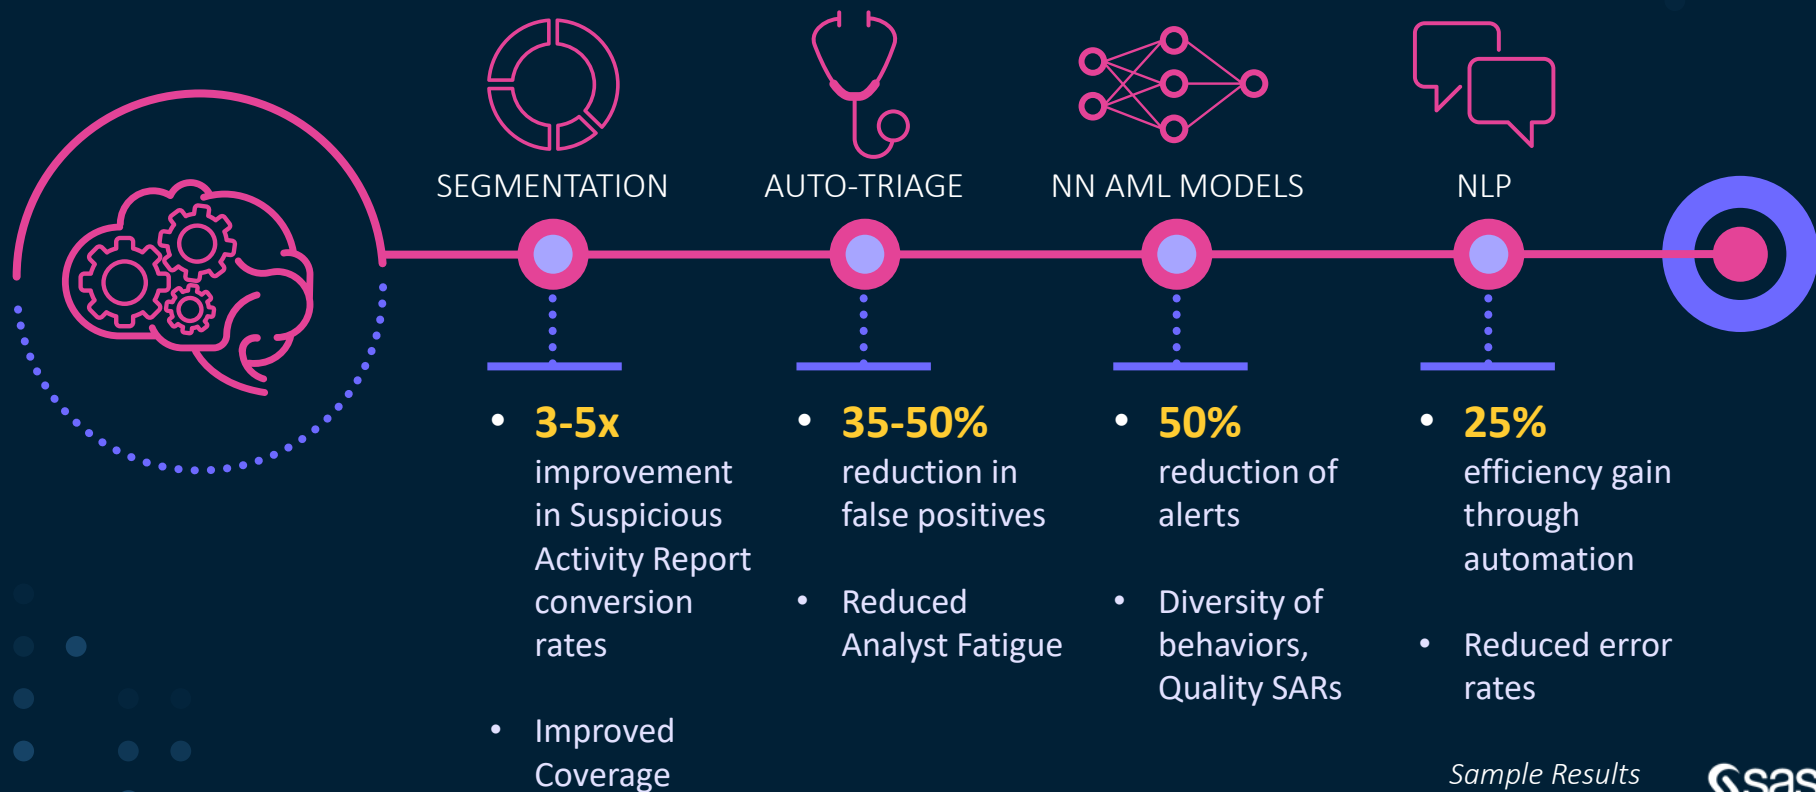 SEGMENTATION
AUTO-TRIAGE
NN AML MODELS
NLP
• 3-5x
improvement
in Suspicious
Activity Report
conversion
rates
• Improved
Coverage
• 35-50%
reduction in
false positives
• Reduced
Analyst Fatigue
• 50%
reduction of
alerts
• Diversity of
behaviors,
Quality SARs
• 25%
efficiency gain
through
automation
• Reduced error
rates
Sample Results
sas